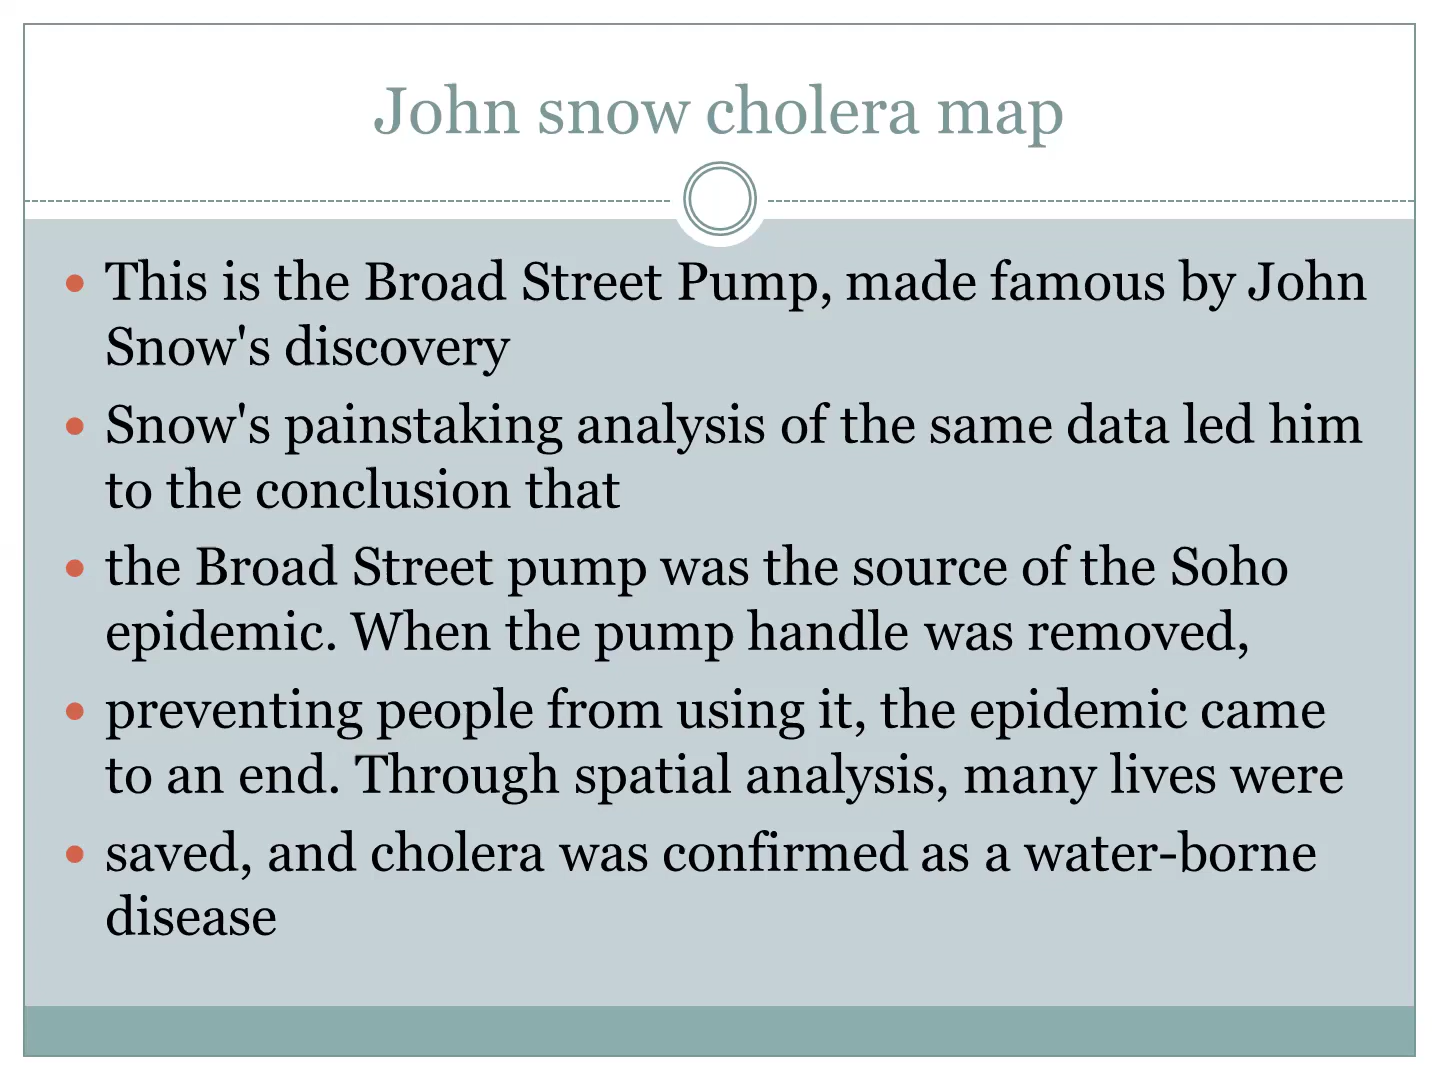 John snow cholera map
• This is the Broad Street Pump, made famous by John
Snow's discovery
• Snow's painstaking analysis of the same data led him
to the conclusion that
• the Broad Street pump was the source of the Soho
epidemic. When the pump handle was removed,
• preventing people from using it, the epidemic came
to an end. Through spatial analysis, many lives were
• saved, and cholera was confirmed as a water-borne
disease